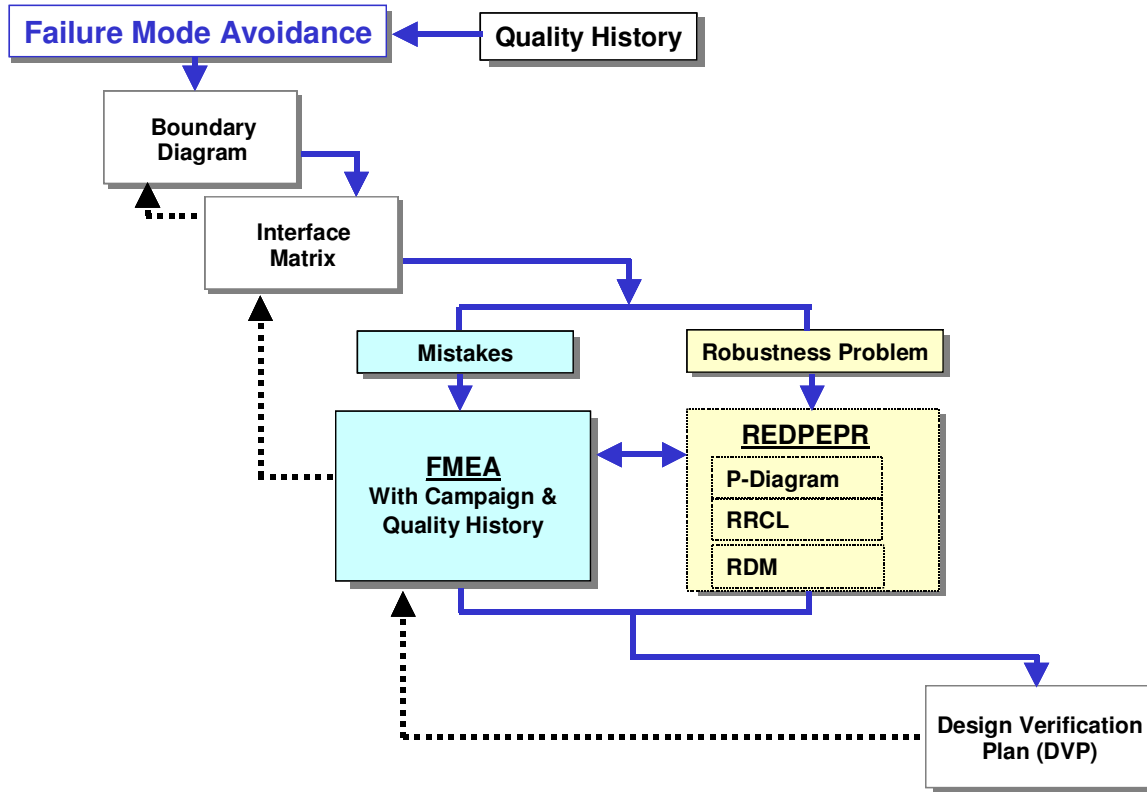 Failure Mode Avoidance
Quality History
Boundary
Diagram
Interface
Matrix
Mistakes
Robustness Problem
FMEA
With Campaign &
Quality History
REDPEPR
P-Diagram
RRCL
RDM
Design Verification
Plan (DVP)